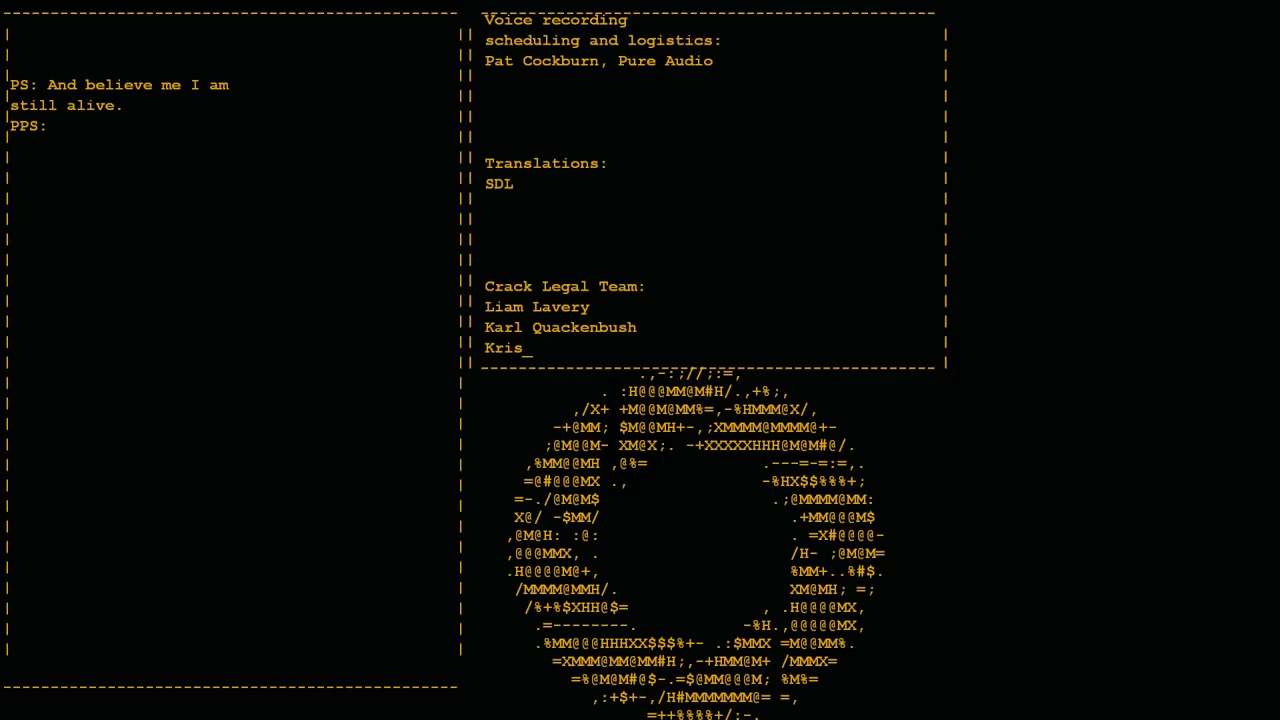 PS: And believe me I am
still alive.
PPS:
Voice recording
scheduling and logistics:
Pat Cockburn, Pure Audio
Translations:
SDL
Crack Legal Team:
Liam Lavery
Karl Quackenbush
Kris_